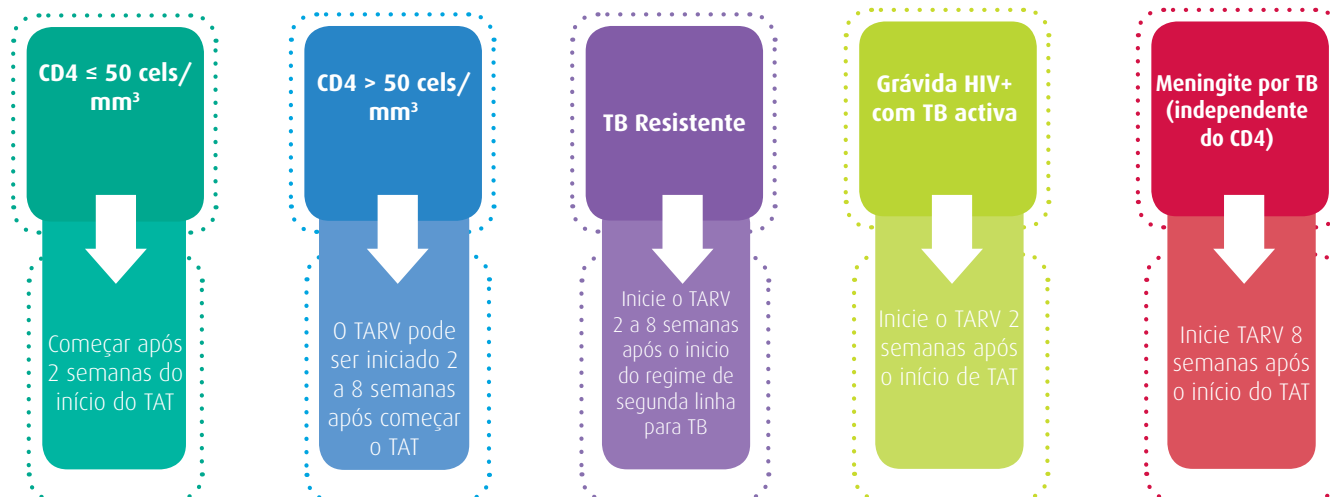 CD4 ≤ 50 cels/
mm³
Começar após
2 semanas do
início do TAT
CD4 > 50 cels/
mm³
O TARV pode
ser iniciado 2
a 8 semanas
após começar
o TAT
TB Resistente
Inicie o TARV
2 a 8 semanas
após o inicio
do regime de
segunda linha
para TB
Grávida HIV+
com TB activa
Inicie o TARV 2
semanas após
o início de TAT
Meningite por TB
(independente
do CD4)
Inicie TARV 8
semanas após
o início do TAT